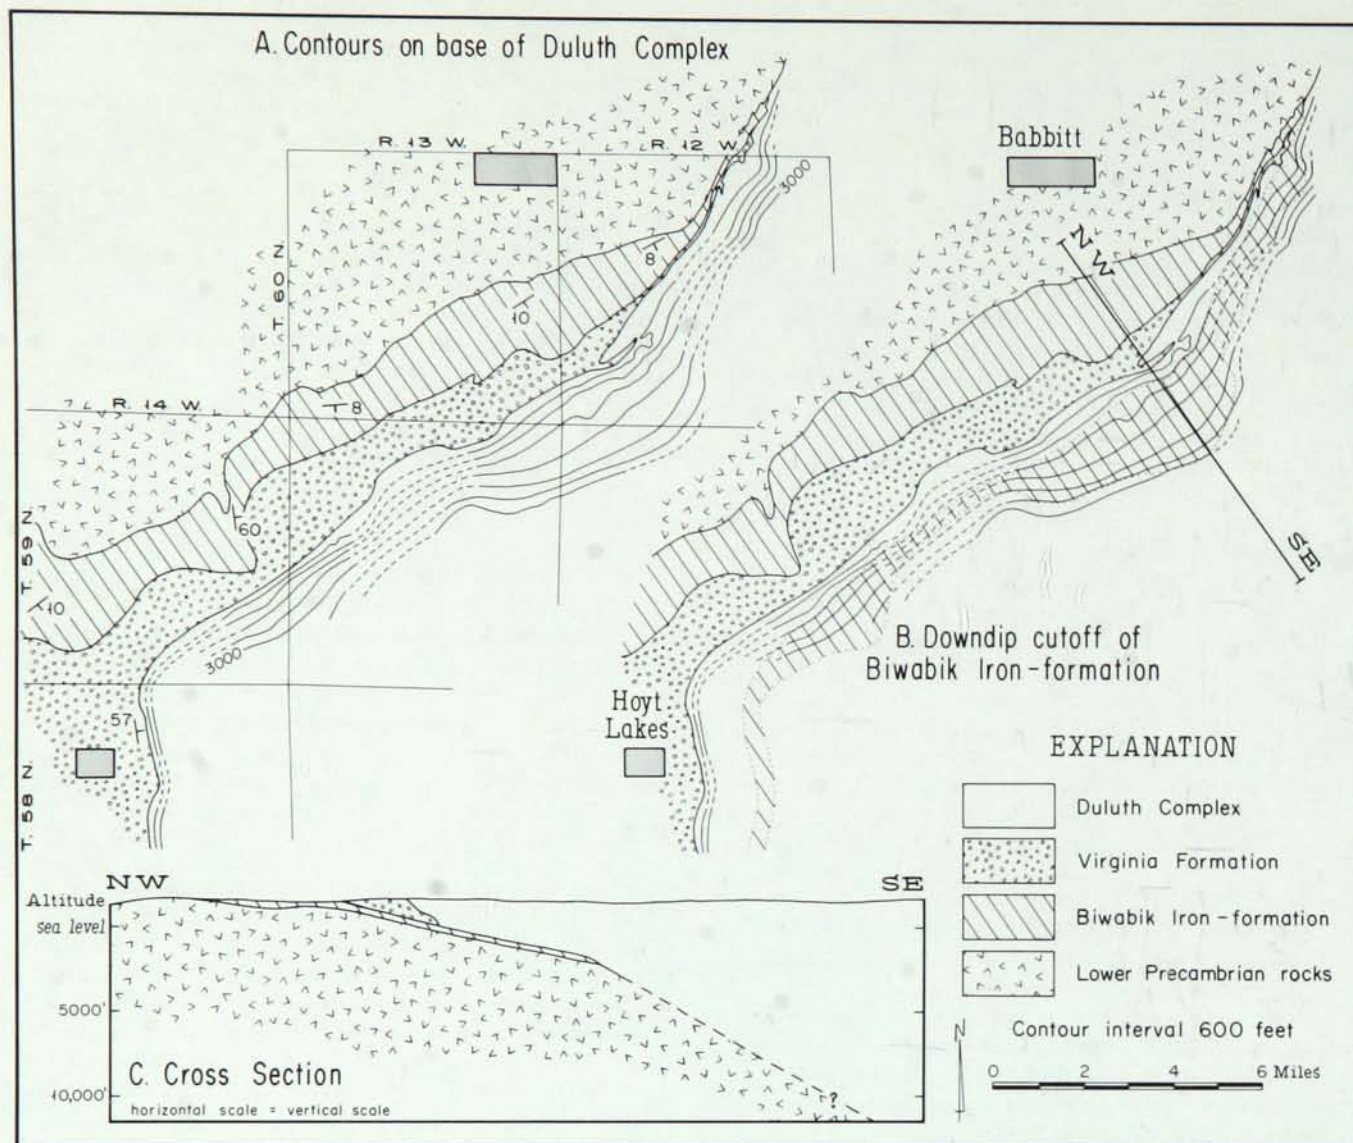 A. Contours on base of Duluth Complex
R. 13 W.
R. 12 W.
3000
Babbitt
8
T 60 N.
10
NW
R. 14 W.
8
T. 59 N.
60
SE
10
3000
B. Downdip cutoff of
Biwabik Iron-formation
57
Hoyt
Lakes
T. 58 N.
EXPLANATION
Duluth Complex
Virginia Formation
Biwabik Iron-formation
Lower Precambrian rocks
N
Contour interval 600 feet
0 2 4 6 Miles
NW
SE
Altitude
sea level
5000'
10,000'
?
C. Cross Section
horizontal scale = vertical scale